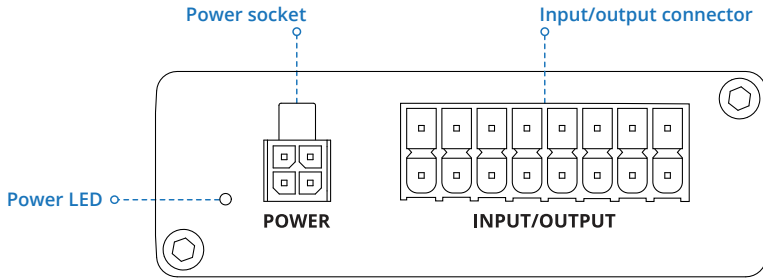 Power socket
Input/output connector
Power LED
POWER
INPUT/OUTPUT